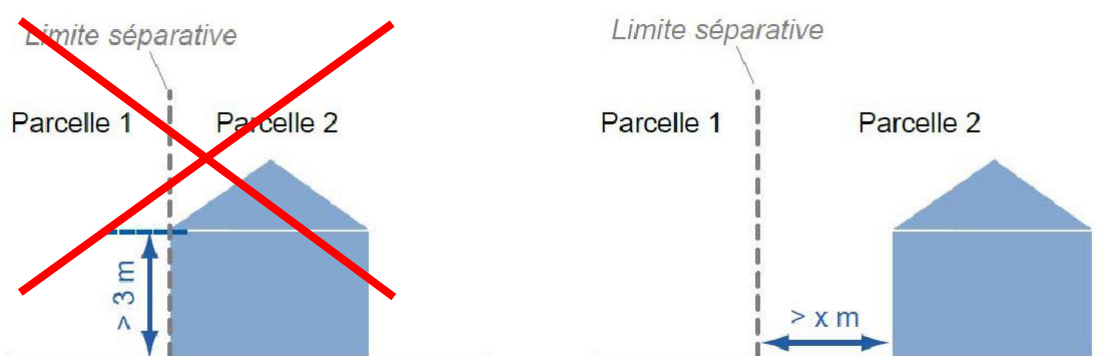 Limite séparative
Parcelle 1
Parcelle 2
> 3 m
Limite séparative
Parcelle 1
Parcelle 2
> x m